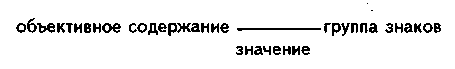 объективное содержание ———— группа знаков
значение